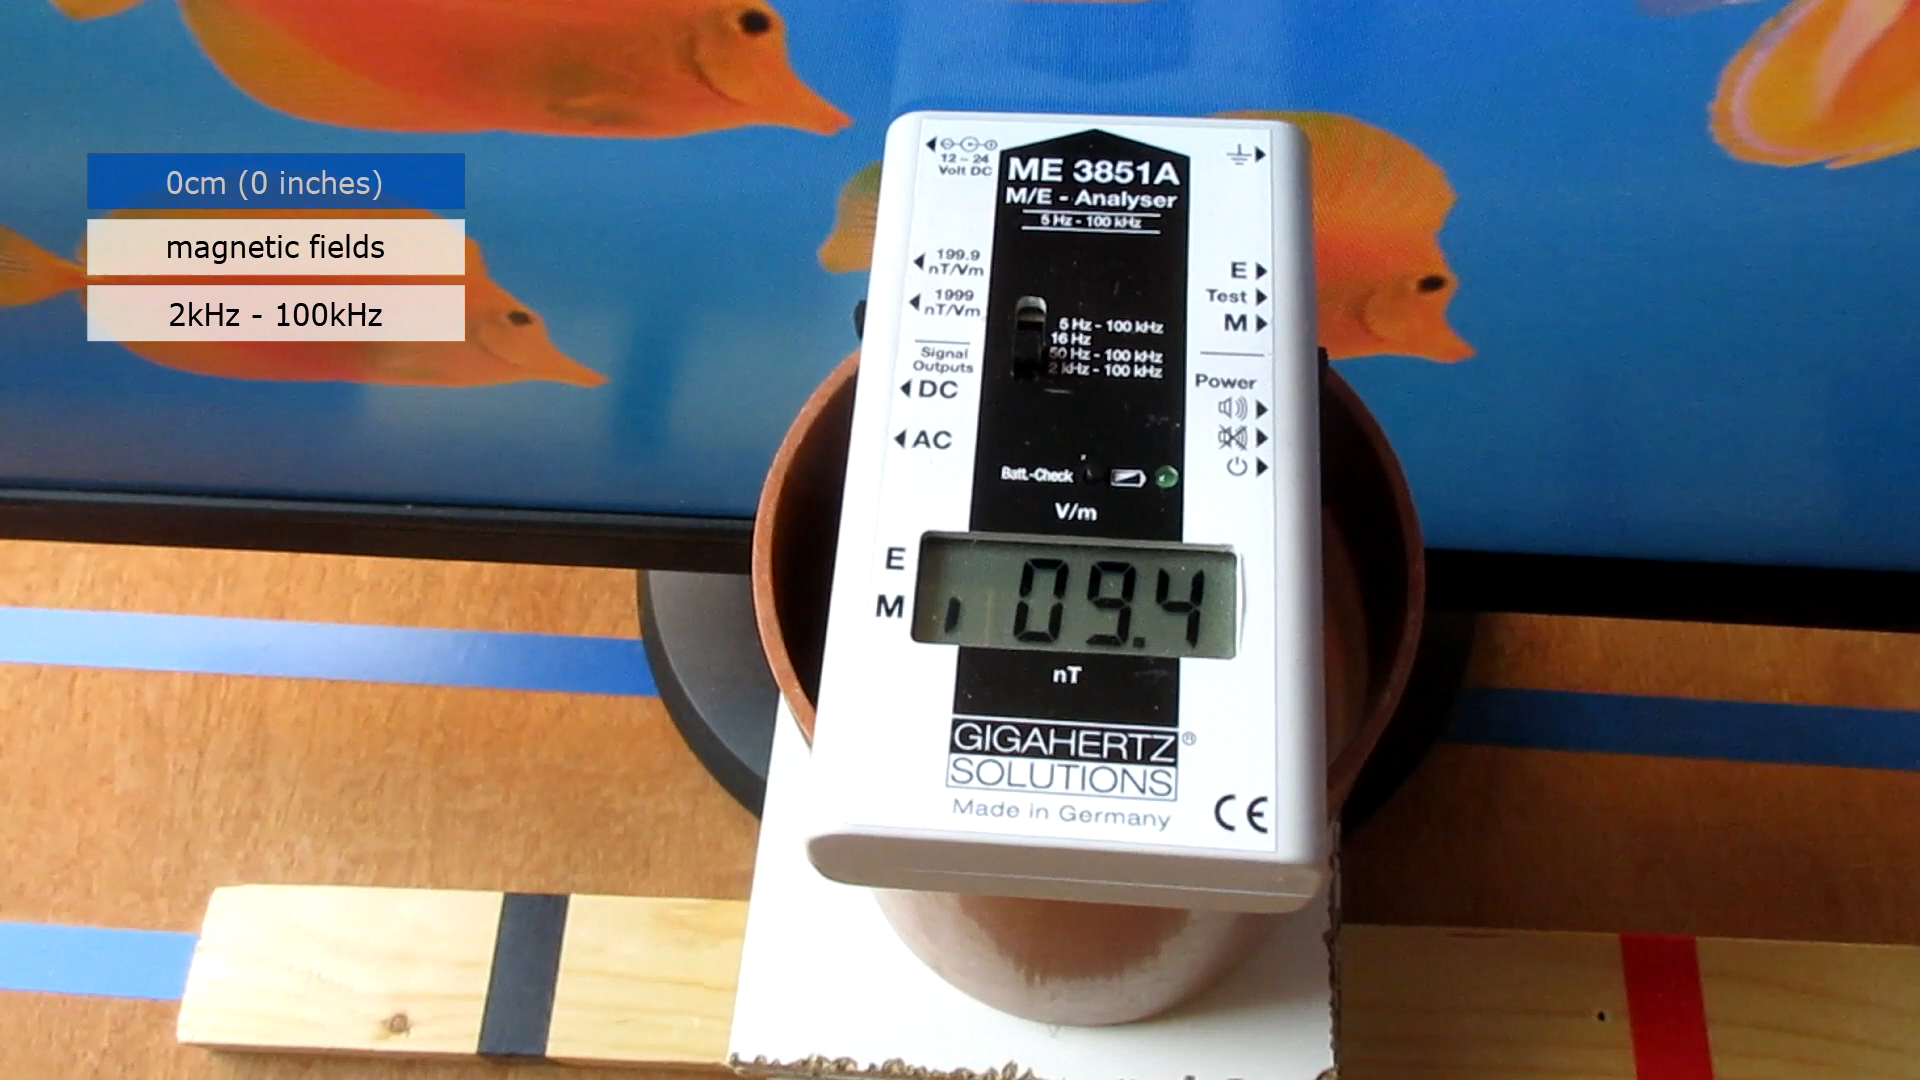 0cm (0 inches)
magnetic fields
2kHz - 100kHz
12 - 24
Volt DC
ME 3851A
M/E - Analyser
5 Hz - 100 kHz
199.9
nT/Vm
1999
nT/Vm
Signal
Outputs
DC
AC
5 Hz - 100 kHz
16 Hz
50 Hz - 100 kHz
2 kHz - 100 kHz
E
Test
M
Power
Batt.-Check
V/m
E
M
09.4
nT
GIGAHERTZ®
SOLUTIONS
Made in Germany
CE